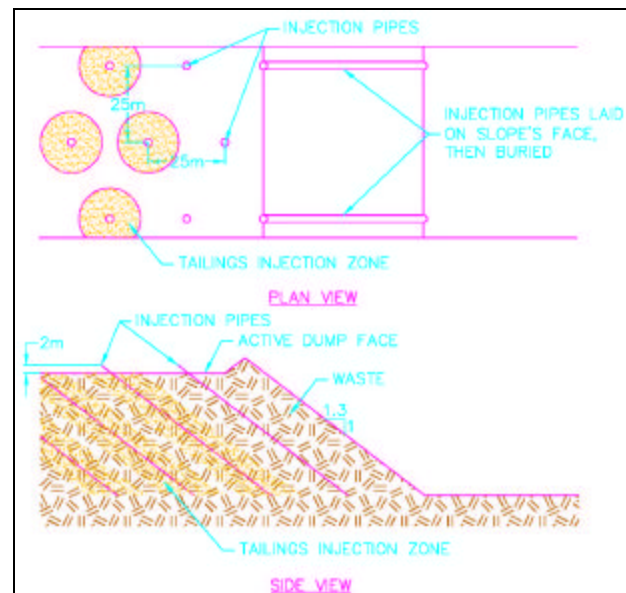 INJECTION PIPES
25m
25m
INJECTION PIPES LAID
ON SLOPE'S FACE,
THEN BURIED
TAILINGS INJECTION ZONE
PLAN VIEW
INJECTION PIPES
2m
ACTIVE DUMP FACE
WASTE
1.3
1
TAILINGS INJECTION ZONE
SIDE VIEW